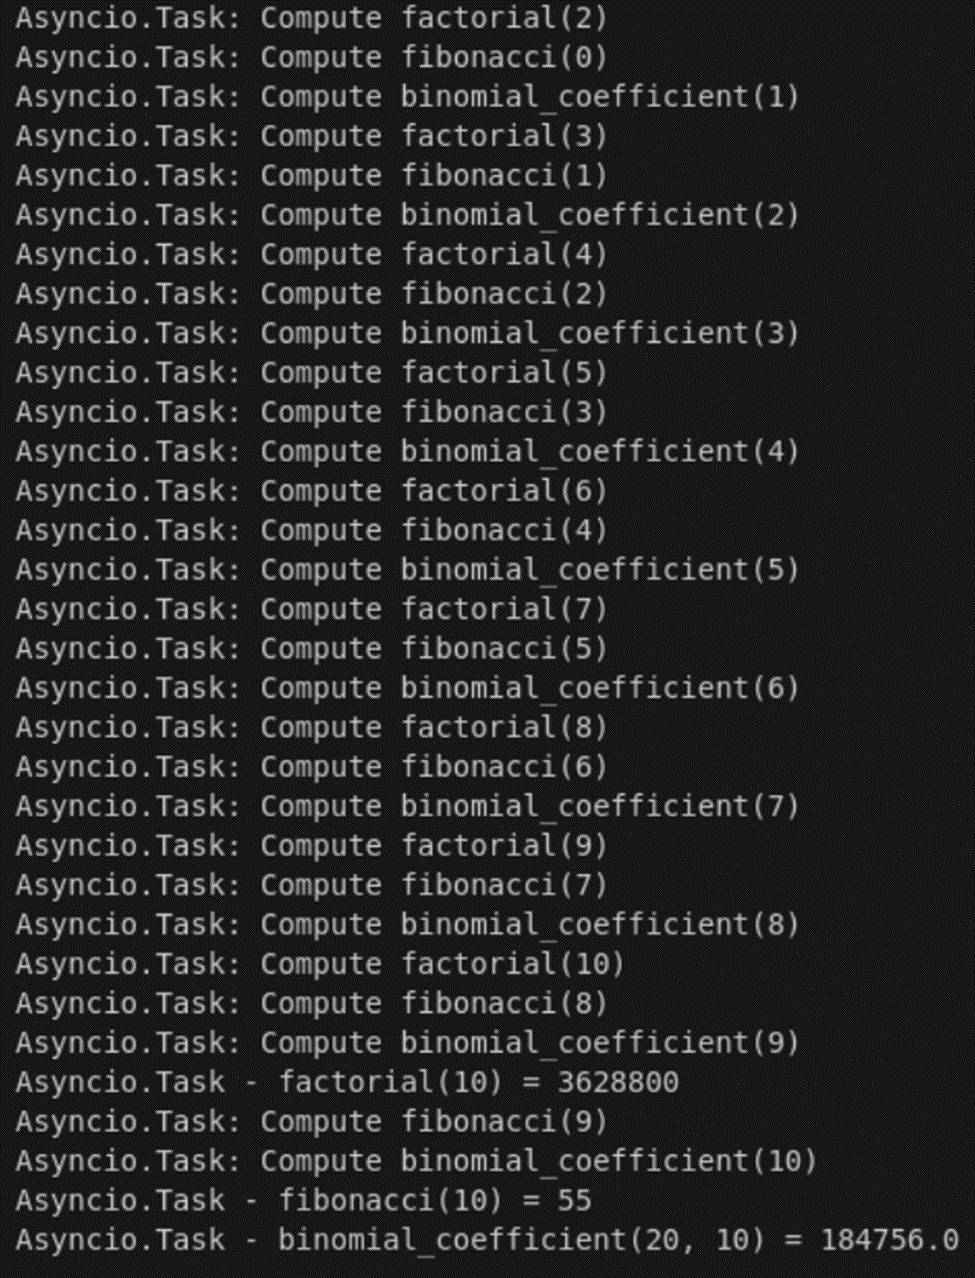 Asyncio.Task: Compute factorial(2)
Asyncio.Task: Compute fibonacci(0)
Asyncio.Task: Compute binomial_coefficient(1)
Asyncio.Task: Compute factorial(3)
Asyncio.Task: Compute fibonacci(1)
Asyncio.Task: Compute binomial_coefficient(2)
Asyncio.Task: Compute factorial(4)
Asyncio.Task: Compute fibonacci(2)
Asyncio.Task: Compute binomial_coefficient(3)
Asyncio.Task: Compute factorial(5)
Asyncio.Task: Compute fibonacci(3)
Asyncio.Task: Compute binomial_coefficient(4)
Asyncio.Task: Compute factorial(6)
Asyncio.Task: Compute fibonacci(4)
Asyncio.Task: Compute binomial_coefficient(5)
Asyncio.Task: Compute factorial(7)
Asyncio.Task: Compute fibonacci(5)
Asyncio.Task: Compute binomial_coefficient(6)
Asyncio.Task: Compute factorial(8)
Asyncio.Task: Compute fibonacci(6)
Asyncio.Task: Compute binomial_coefficient(7)
Asyncio.Task: Compute factorial(9)
Asyncio.Task: Compute fibonacci(7)
Asyncio.Task: Compute binomial_coefficient(8)
Asyncio.Task: Compute factorial(10)
Asyncio.Task: Compute fibonacci(8)
Asyncio.Task: Compute binomial_coefficient(9)
Asyncio.Task - factorial(10) = 3628800
Asyncio.Task: Compute fibonacci(9)
Asyncio.Task: Compute binomial_coefficient(10)
Asyncio.Task - fibonacci(10) = 55
Asyncio.Task - binomial_coefficient(20, 10) = 184756.0